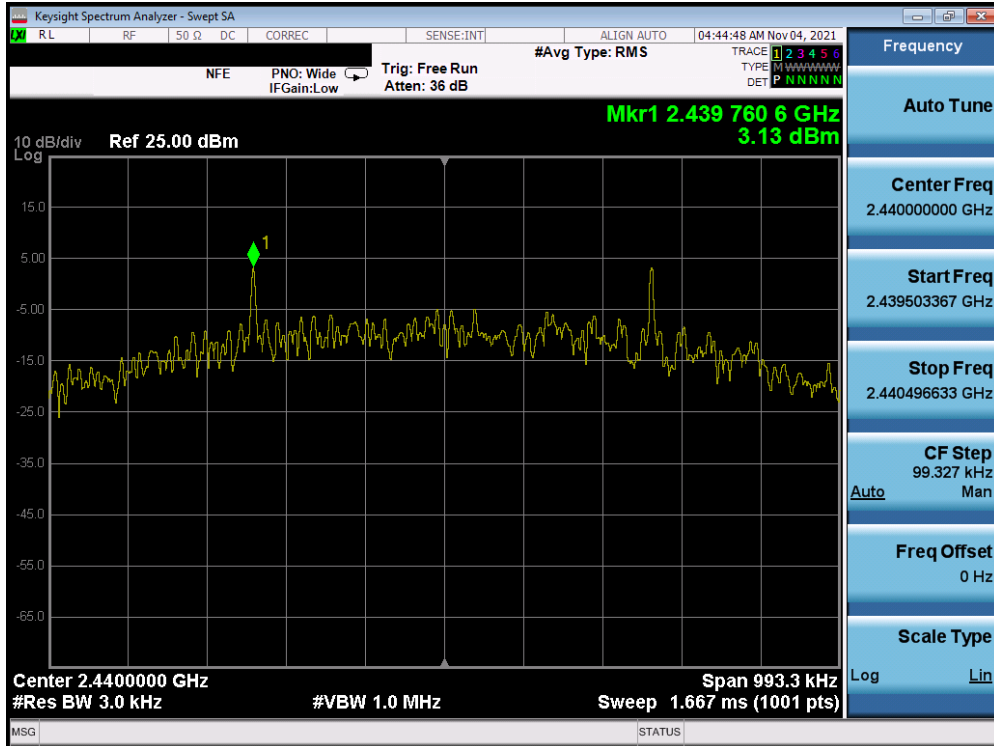 Keysight Spectrum Analyzer - Swept SA
LXI RL RF 50 Ω DC CORREC SENSE:INT ALIGN AUTO 04:44:48 AM Nov 04, 2021
#Avg Type: RMS TRACE 1 2 3 4 5 6
NFE PNO: Wide Trig: Free Run TYPE M WWWWW
IFGain:Low Atten: 36 dB DET P N N N N N
Mkr1 2.439 760 6 GHz
3.13 dBm
10 dB/div Ref 25.00 dBm
Log
15.0
1
5.00
-5.00
-15.0
-25.0
-35.0
-45.0
-55.0
-65.0
Center 2.4400000 GHz Span 993.3 kHz
#Res BW 3.0 kHz #VBW 1.0 MHz Sweep 1.667 ms (1001 pts)
MSG STATUS
Frequency
Auto Tune
Center Freq
2.440000000 GHz
Start Freq
2.439503367 GHz
Stop Freq
2.440496633 GHz
CF Step
99.327 kHz
Auto Man
Freq Offset
0 Hz
Scale Type
Log Lin